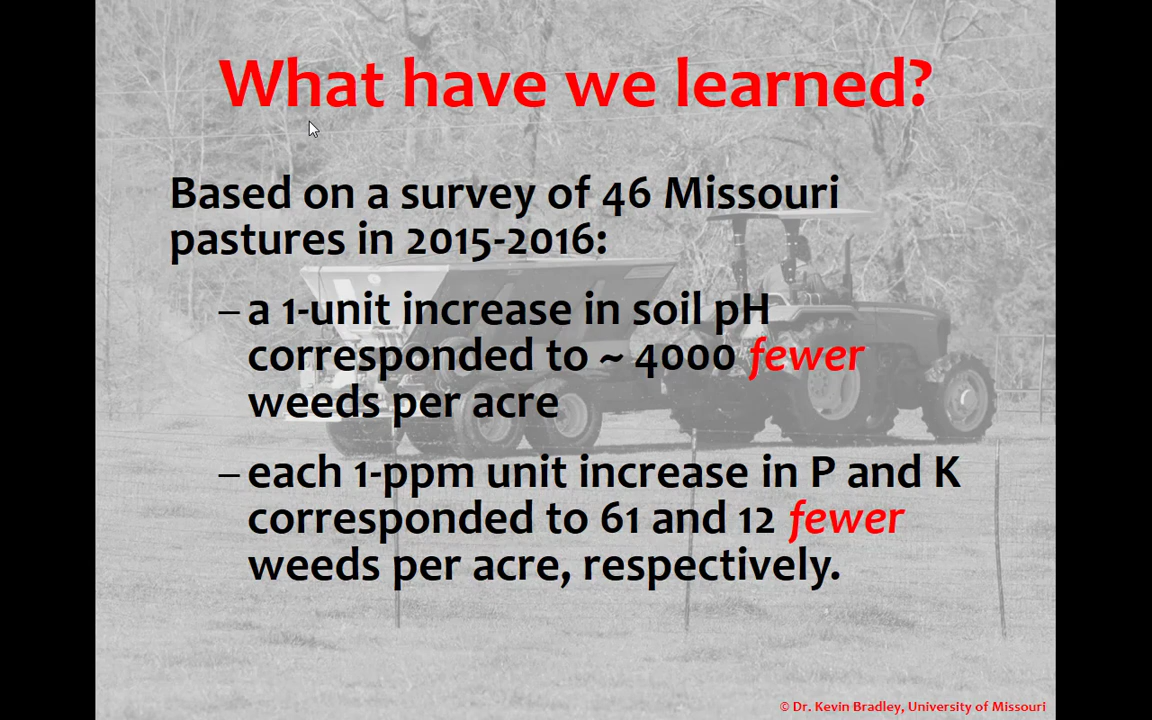 What have we learned?
Based on a survey of 46 Missouri
pastures in 2015-2016:
– a 1-unit increase in soil pH
corresponded to ~ 4000 fewer
weeds per acre
– each 1-ppm unit increase in P and K
corresponded to 61 and 12 fewer
weeds per acre, respectively.
© Dr. Kevin Bradley, University of Missouri